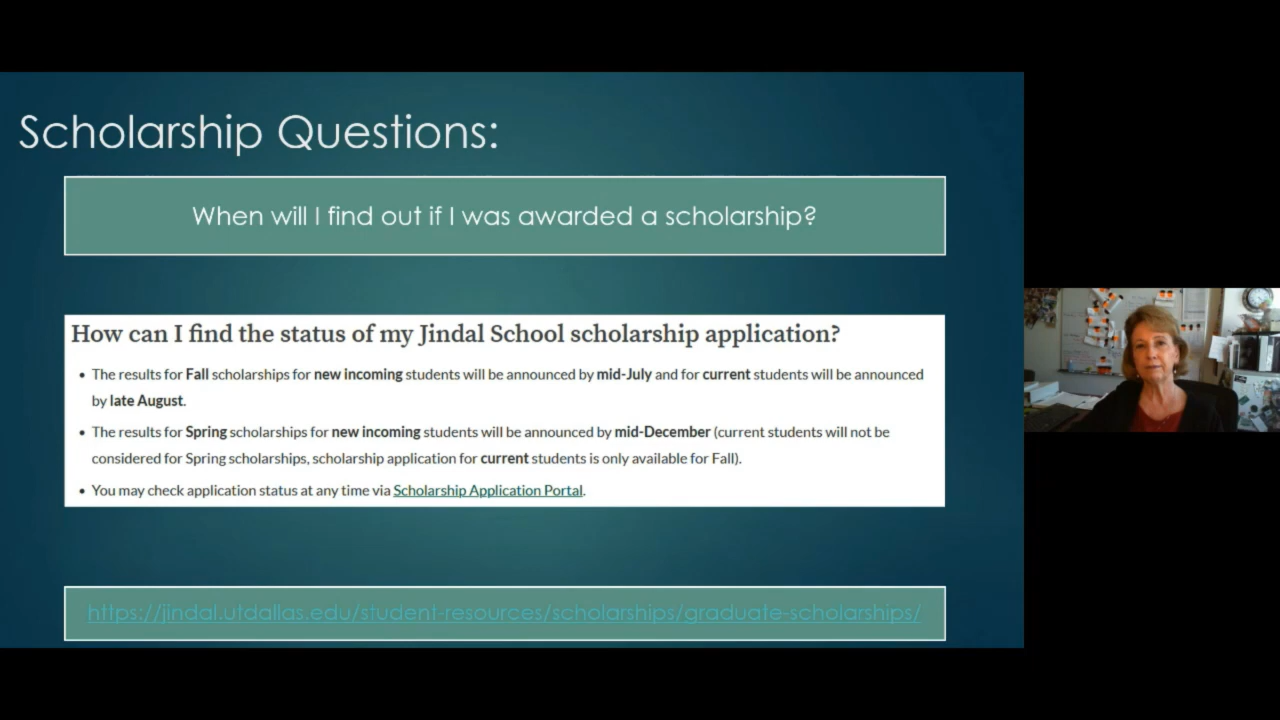 Scholarship Questions:
When will I find out if I was awarded a scholarship?
How can I find the status of my Jindal School scholarship application?
• The results for Fall scholarships for new incoming students will be announced by mid-July and for current students will be announced
by late August.
• The results for Spring scholarships for new incoming students will be announced by mid-December (current students will not be
considered for Spring scholarships, scholarship application for current students is only available for Fall).
• You may check application status at any time via Scholarship Application Portal.
https://jindal.utdallas.edu/student-resources/scholarships/graduate-scholarships/